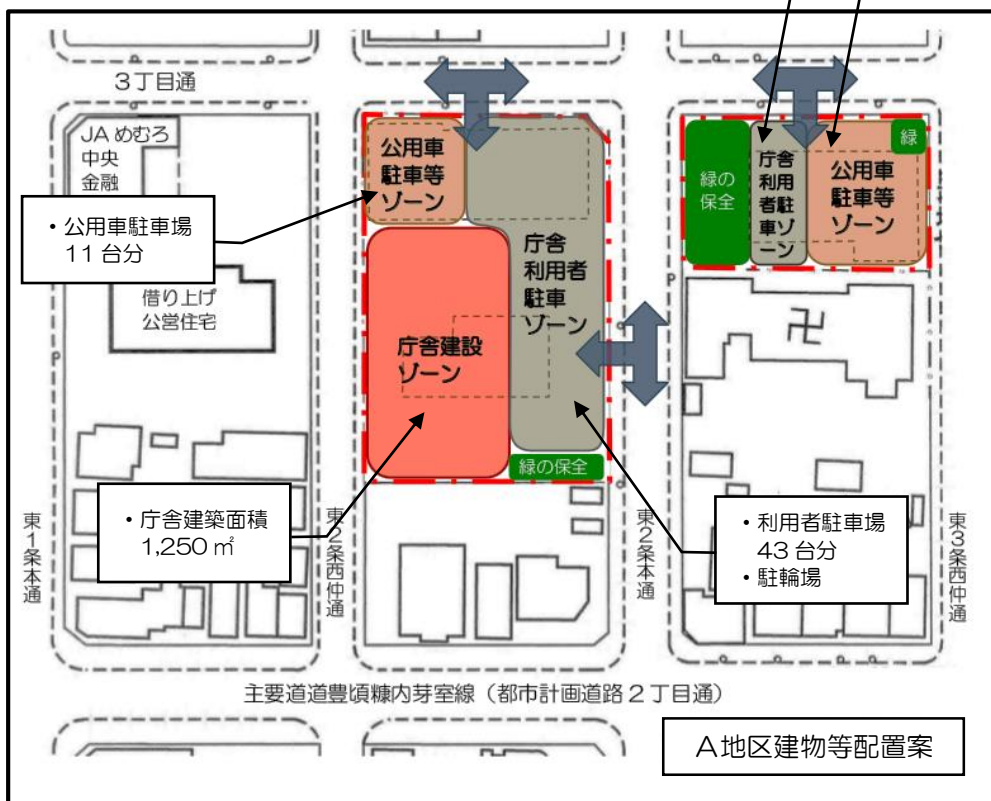 3丁目通
JAめむろ
中央
金融
・公用車駐車場
11台分
借り上げ
公営住宅
公用車
駐車等
ゾーン
庁舎
利用者
駐車
ゾーン
庁舎建設
ゾーン
緑の保全
・庁舎建築面積
1,250㎡
緑の
保全
庁舎
利用
者駐
車ゾ
ーン
緑
公用車
駐車等
ゾーン
卍
・利用者駐車場
43台分
・駐輪場
東1条本通
東2条西仲通
東2条本通
東3条西仲通
主要道道豊頃糠内芽室線（都市計画道路2丁目通）
A地区建物等配置案